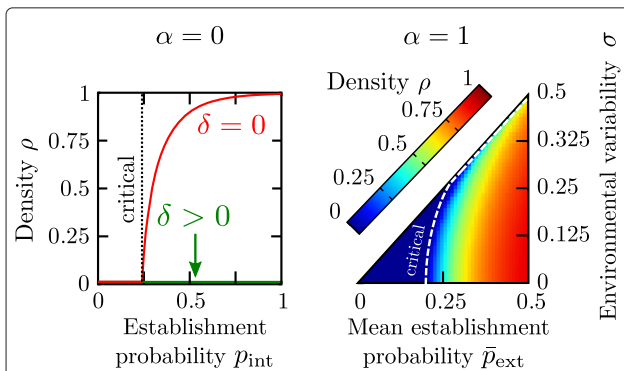 α = 0
α = 1
1
0.75
0.5
0.25
0
Density ρ
critical
δ = 0
δ > 0
0
0.5
1
Establishment
probability p_int
Density ρ
0
0.25
0.5
0.75
1
critical
0
0.25
0.5
Mean establishment
probability p̄_ext
0.5
0.325
0.25
0.125
0
Environmental variability σ